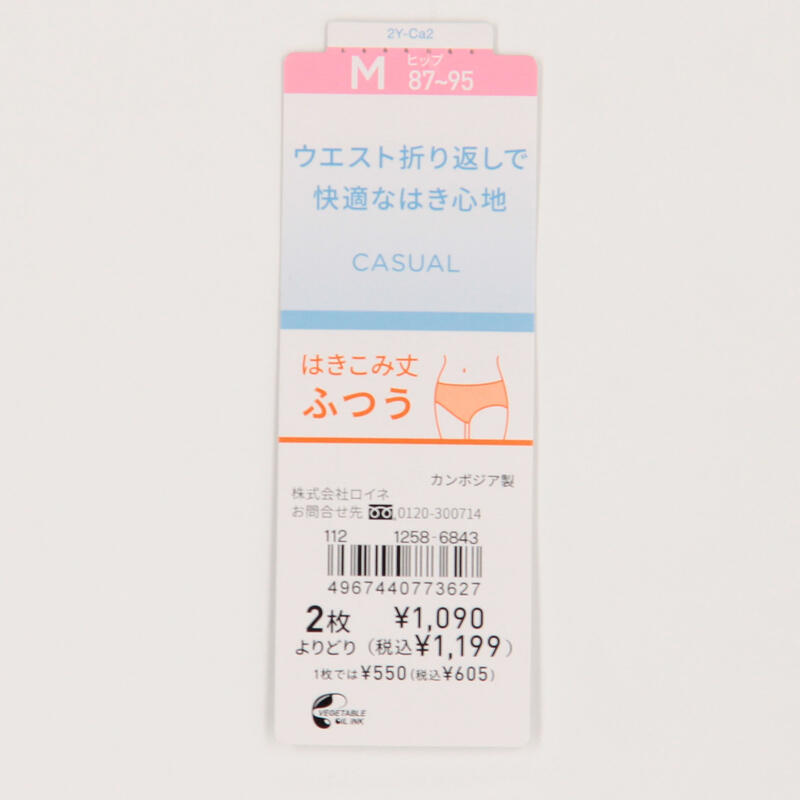 2Y-Ca2
M ヒップ 87~95
ウエスト折り返しで
快適なはき心地
CASUAL
はきこみ丈
ふつう
カンボジア製
株式会社ロイネ
お問合せ先 0120-300714
112 1258-6843
4967440773627
2枚 ¥1,090
よりどり (税込¥1,199)
1枚では¥550(税込¥605)
VEGETABLE
OIL INK